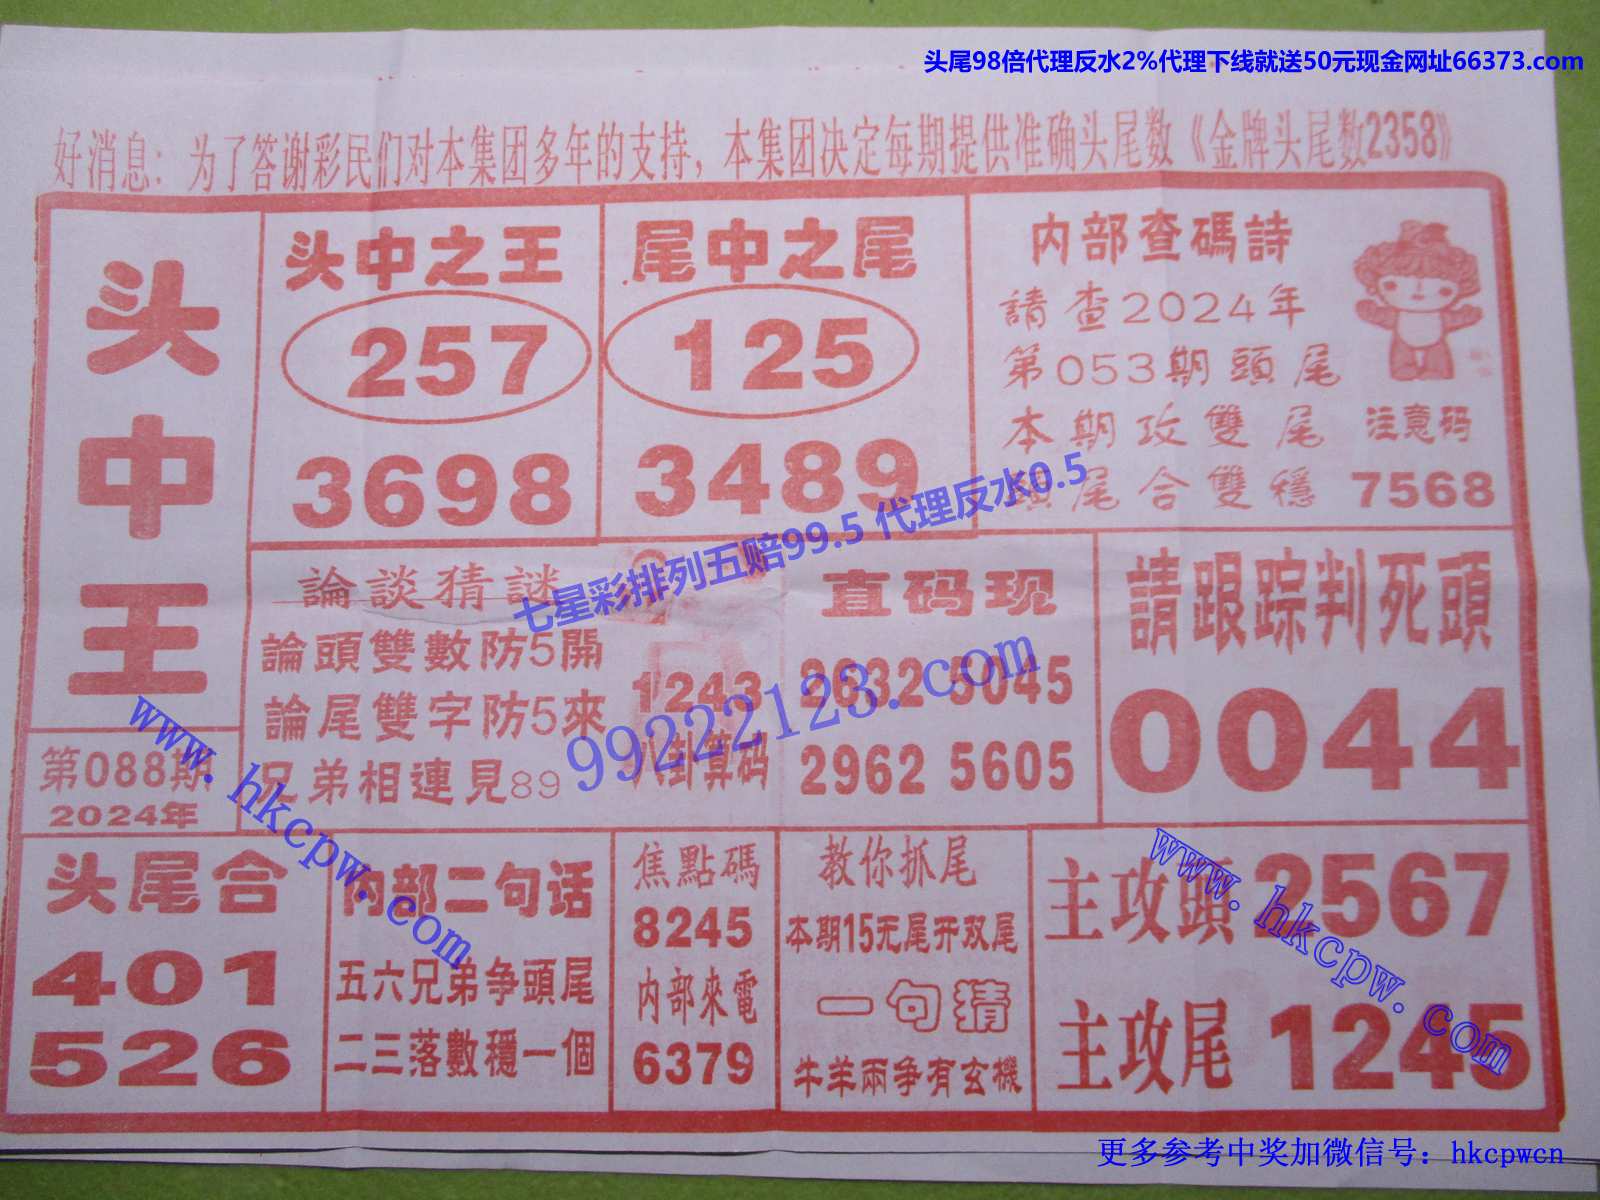 头尾98倍代理反水2%代理下线就送50元现金网址66373.com
好消息：为了答谢彩民们对本集团多年的支持，本集团决定每期提供准确头尾数《金牌头尾数2358》
头中王
第088期
2024年
头中之王
257
3698
尾中之尾
125
3489
内部查碼詩
請查2024年
第053期頭尾
本期攻雙尾
尾合雙穩
注意码
7568
論談猜謎
論頭雙數防5開
論尾雙字防5來
兄弟相連見89
1243
八卦算码
直码现
2632 5045
2962 5605
請跟踪判死頭
0044
七星彩排列五赔99.5 代理反水0.5
99222123.com
www.hkcpw.com
头尾合
401
526
内部二句话
五六兄弟争頭尾
二三落數穩一個
焦點碼
8245
内部來電
6379
教你抓尾
本期15无尾开双尾
一句猜
牛羊兩争有玄機
主攻頭2567
主攻尾1245
www.hkcpw.com
更多参考中奖加微信号：hkcpwcn